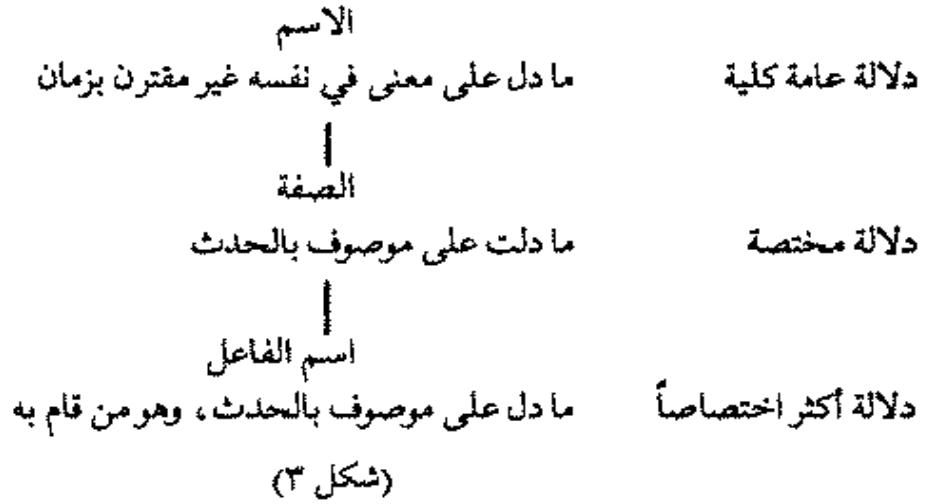 الاسم
دلالة عامة كلية ما دل على معنى في نفسه غير مقترن بزمان
الصفة
دلالة مختصة ما دلت على موصوف بالحدث
اسم الفاعل
دلالة أكثر اختصاصاً ما دل على موصوف بالحدث، وهو من قام به
(شكل ٣)